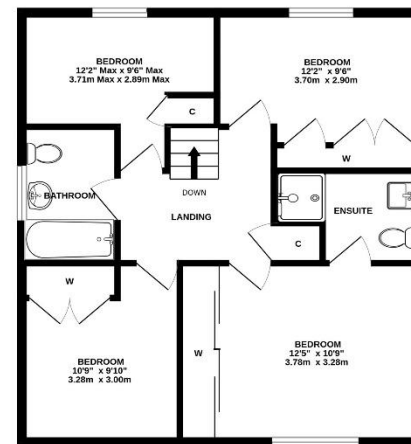 BEDROOM
12'2" Max x 9'6" Max
3.71m Max x 2.89m Max
BEDROOM
12'2" x 9'6"
3.70m x 2.90m
C
W
BATHROOM
DOWN
LANDING
ENSUITE
C
W
BEDROOM
10'9" x 9'10"
3.28m x 3.00m
W
BEDROOM
12'5" x 10'9"
3.78m x 3.28m